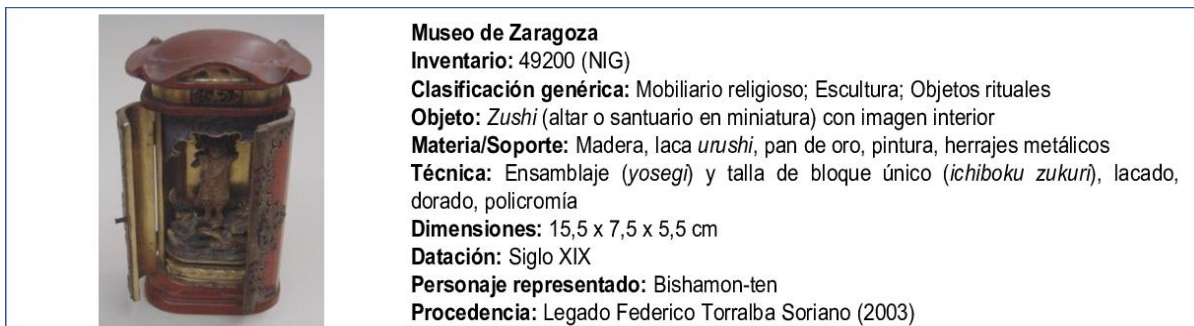 Museo de Zaragoza
Inventario: 49200 (NIG)
Clasificación genérica: Mobiliario religioso; Escultura; Objetos rituales
Objeto: Zushi (altar o santuario en miniatura) con imagen interior
Materia/Soporte: Madera, laca urushi, pan de oro, pintura, herrajes metálicos
Técnica: Ensamblaje (yosegi) y talla de bloque único (ichiboku zukuri), lacado,
dorado, policromía
Dimensiones: 15,5 x 7,5 x 5,5 cm
Datación: Siglo XIX
Personaje representado: Bishamon-ten
Procedencia: Legado Federico Torralba Soriano (2003)